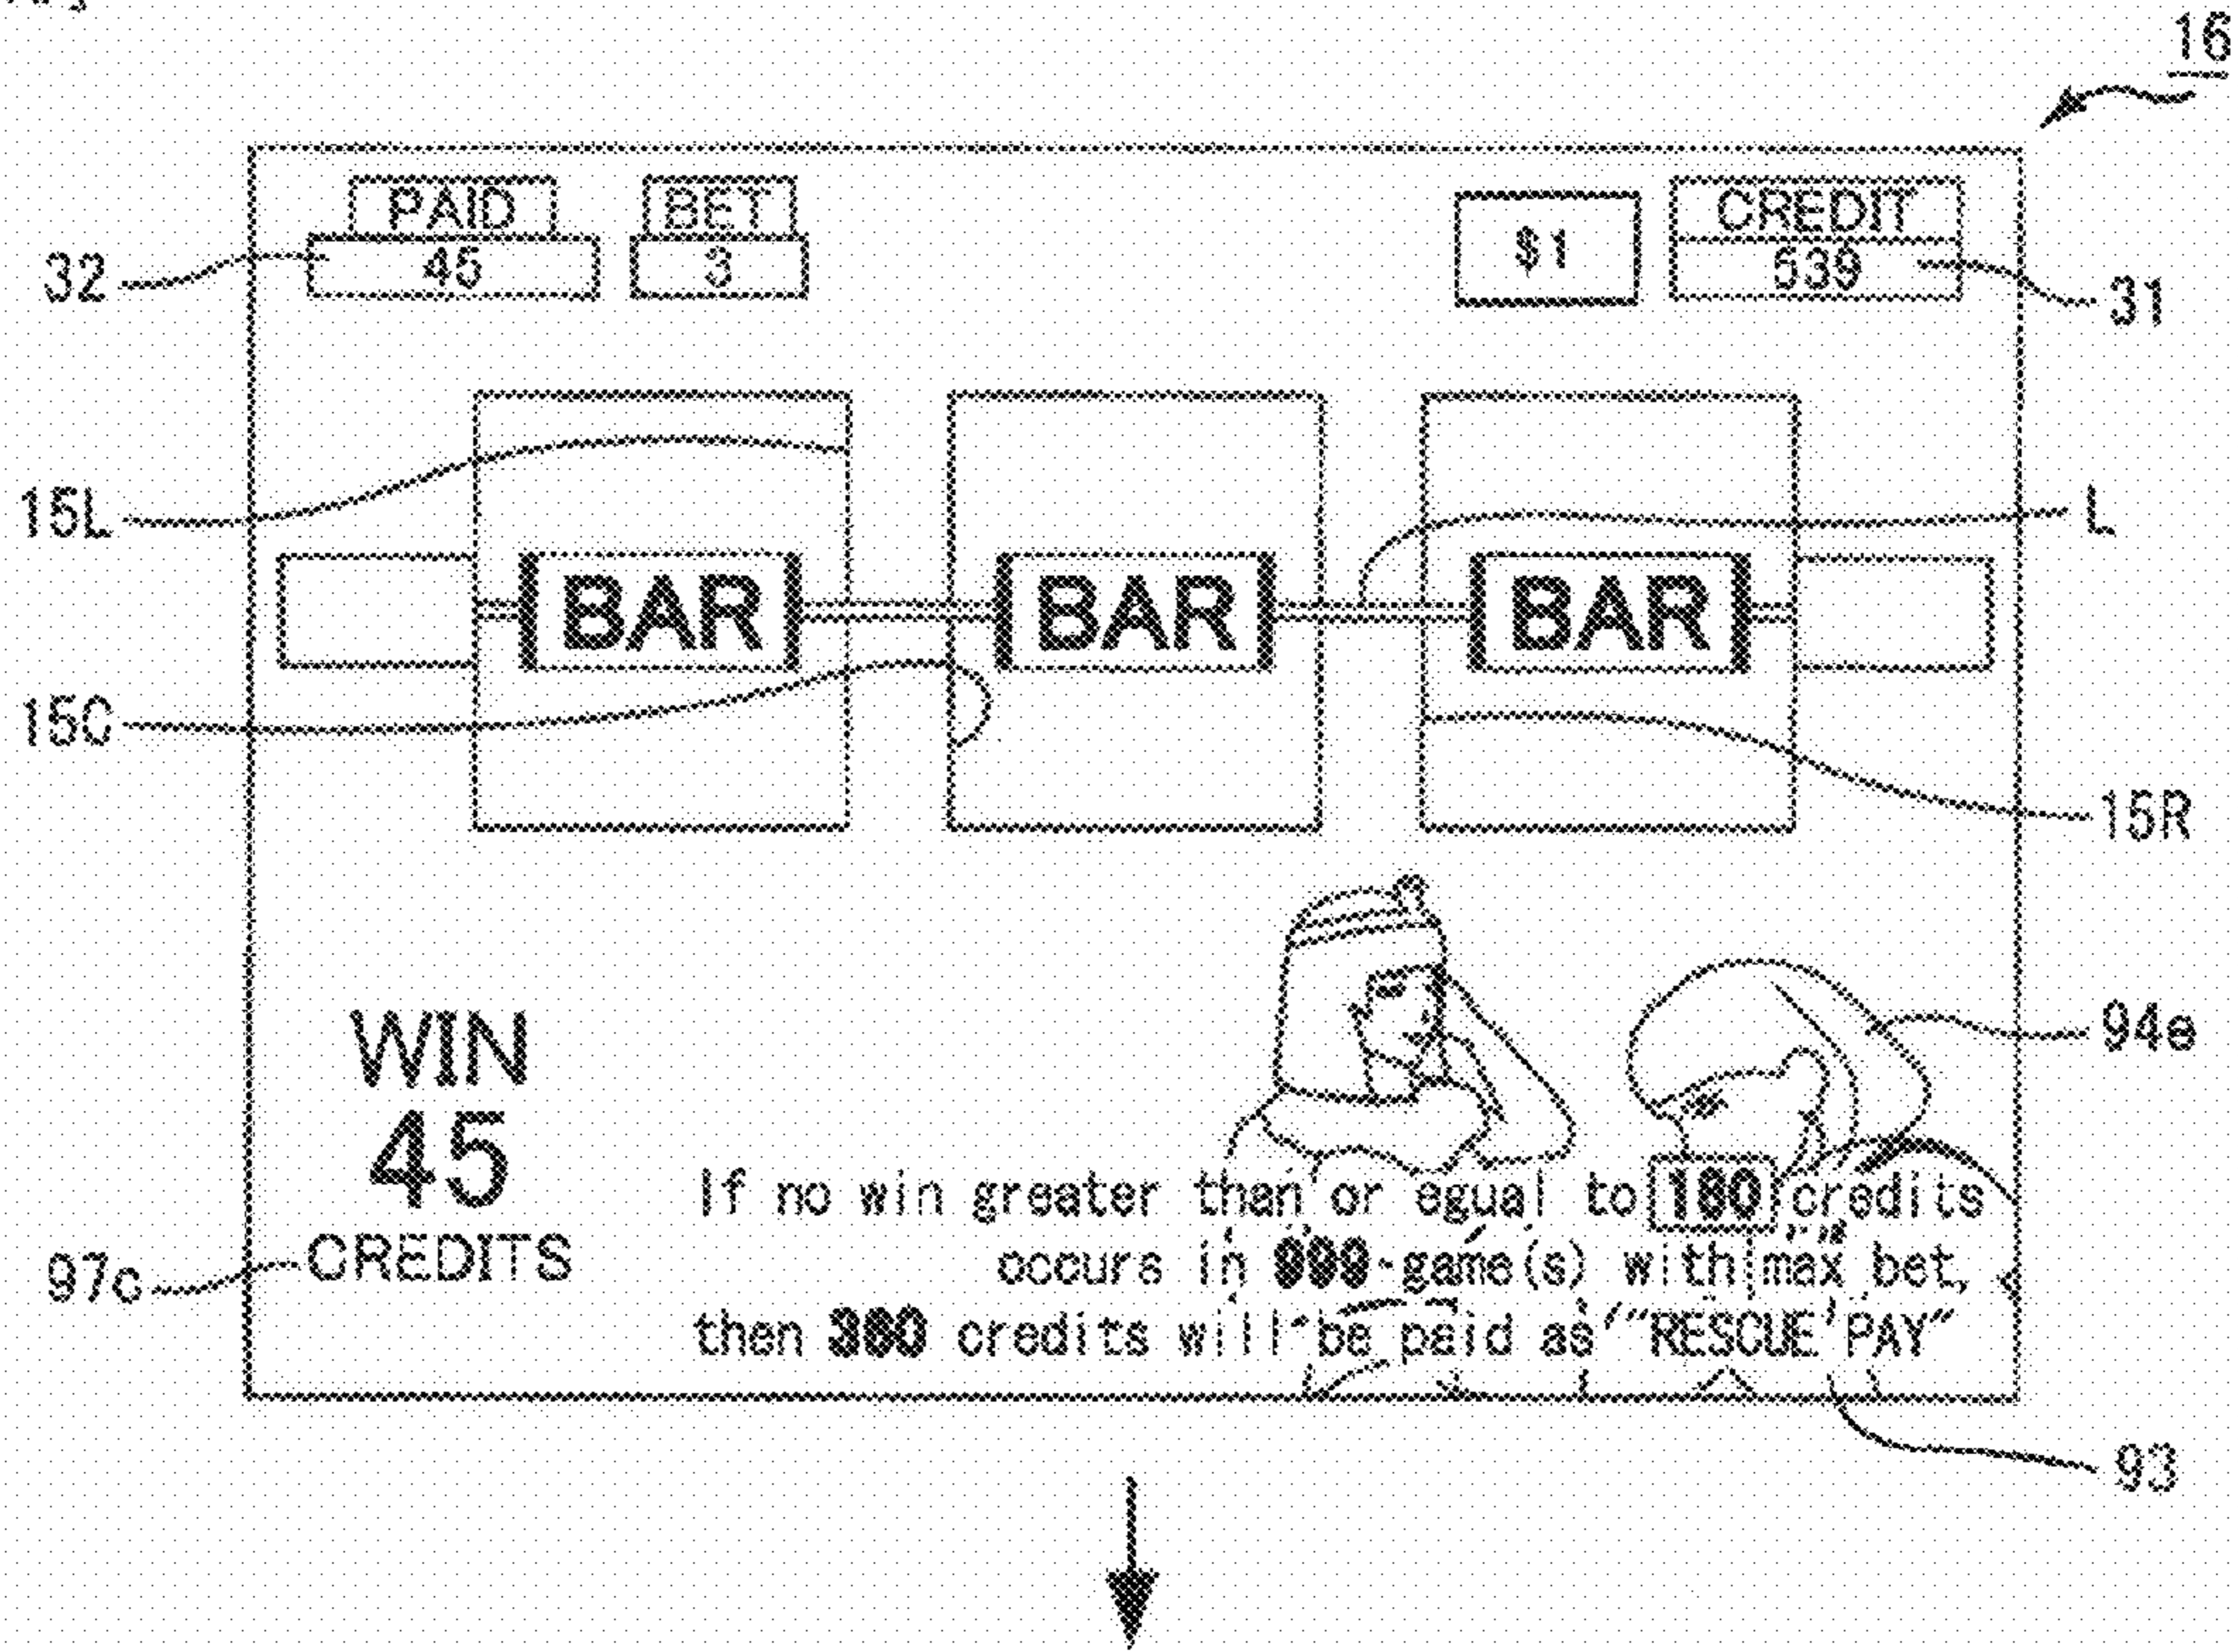 16
PAID BET CREDIT
32 45 3 $1 539 31
15L L
BAR BAR BAR
15C
15R
WIN 94e
45
If no win greater than or egual to 180 credits
97c CREDITS occurs in 999 game(s) with max bet,
then 360 credits will be paid as "RESCUE PAY"
93